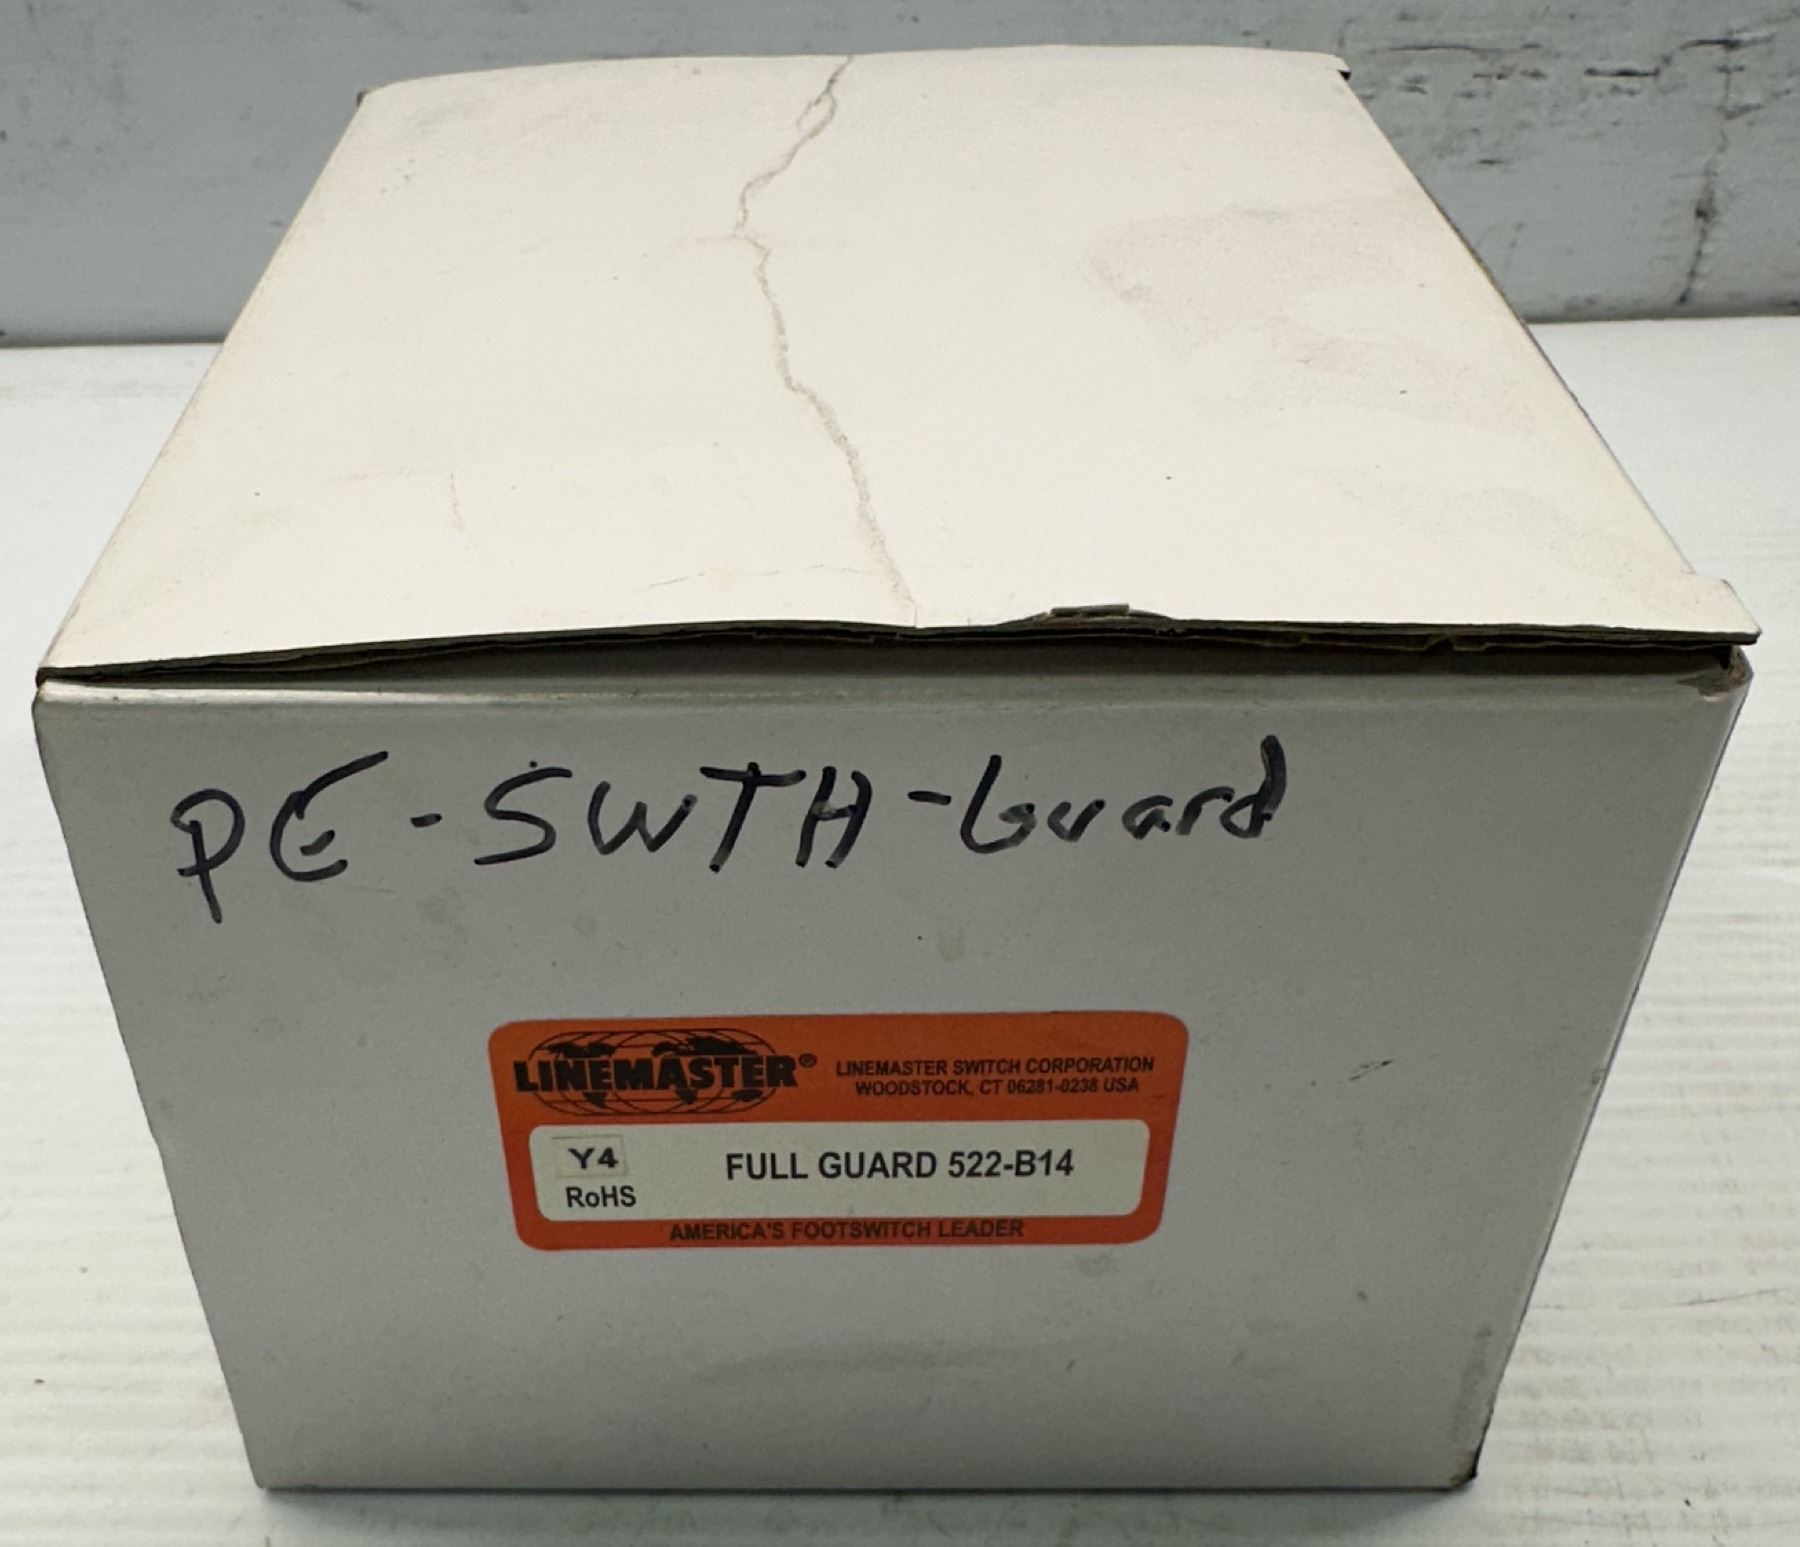 PE-SWTH-Guard
LINEMASTER® LINEMASTER SWITCH CORPORATION
WOODSTOCK, CT 06281-0238 USA
Y4
RoHS
FULL GUARD 522-B14
AMERICA'S FOOTSWITCH LEADER